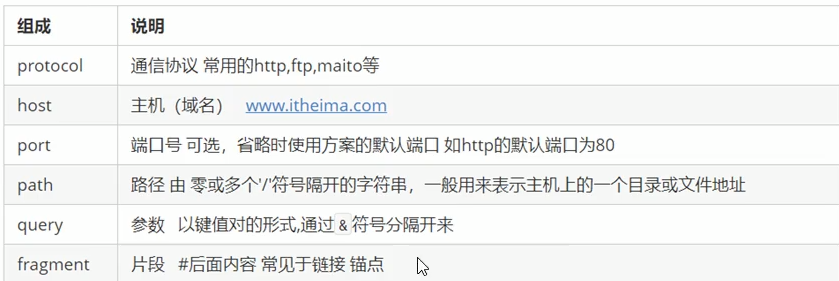 组成 说明
protocol 通信协议 常用的http,ftp,maito等
host 主机（域名） www.itheima.com
port 端口号 可选，省略时使用方案的默认端口 如http的默认端口为80
path 路径 由 零或多个'/'符号隔开的字符串，一般用来表示主机上的一个目录或文件地址
query 参数 以键值对的形式,通过&符号分隔开来
fragment 片段 #后面内容 常见于链接 锚点